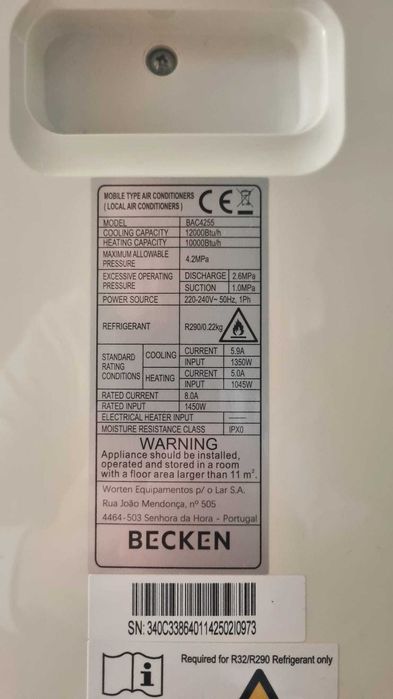 MOBILE TYPE AIR CONDITIONERS
( LOCAL AIR CONDITIONERS )
CE
MODEL BAC4255
COOLING CAPACITY 12000Btu/h
HEATING CAPACITY 10000Btu/h
MAXIMUM ALLOWABLE PRESSURE 4.2MPa
EXCESSIVE OPERATING PRESSURE DISCHARGE 2.6MPa
SUCTION 1.0MPa
POWER SOURCE 220-240V~ 50Hz, 1Ph
REFRIGERANT R290/0.22kg
STANDARD RATING CONDITIONS COOLING CURRENT 5.9A
INPUT 1350W
HEATING CURRENT 5.0A
INPUT 1045W
RATED CURRENT 8.0A
RATED INPUT 1450W
ELECTRICAL HEATER INPUT ——
MOISTURE RESISTANCE CLASS IPX0
WARNING
Appliance should be installed,
operated and stored in a room
with a floor area larger than 11 m².
Worten Equipamentos p/ o Lar S.A.
Rua João Mendonça, nº 505
4464-503 Senhora da Hora - Portugal
BECKEN
SN: 340C3386401142502I0973
i
Required for R32/R290 Refrigerant only